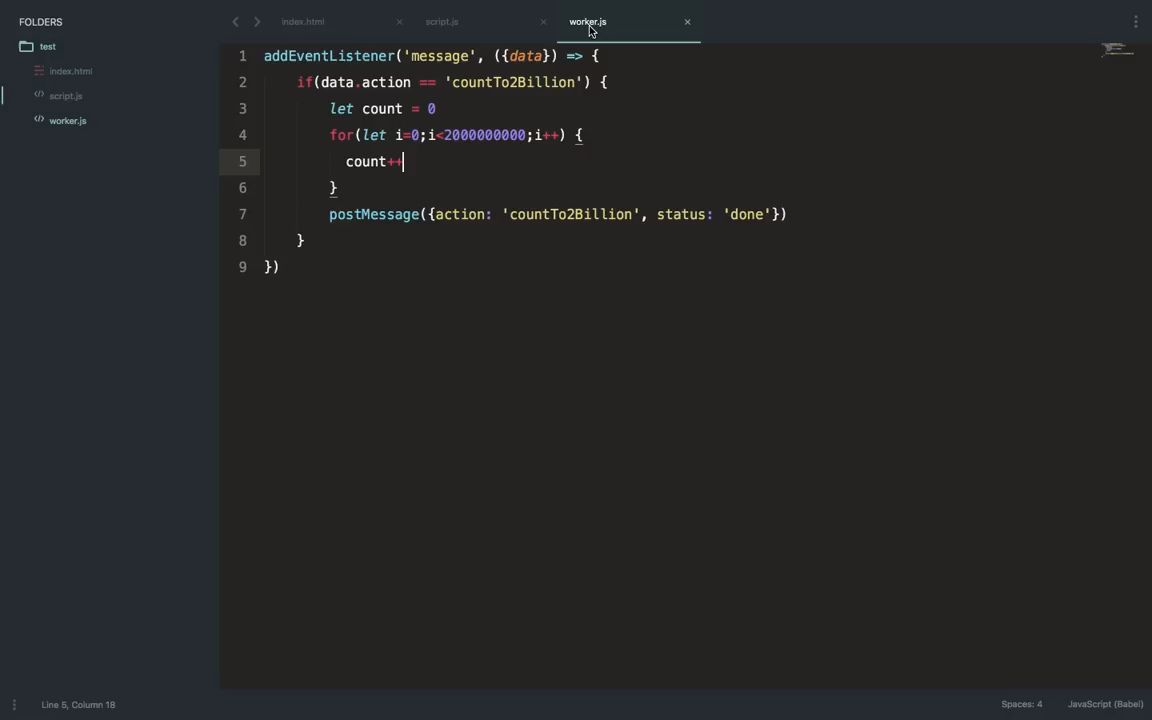 FOLDERS
test
index.html
script.js
worker.js
index.html × script.js × worker.js ×
1 addEventListener('message', ({data}) => {
2 if(data.action == 'countTo2Billion') {
3 let count = 0
4 for(let i=0;i<2000000000;i++) {
5 count++
6 }
7 postMessage({action: 'countTo2Billion', status: 'done'})
8 }
9 })
Line 5, Column 18
Spaces: 4 JavaScript (Babel)